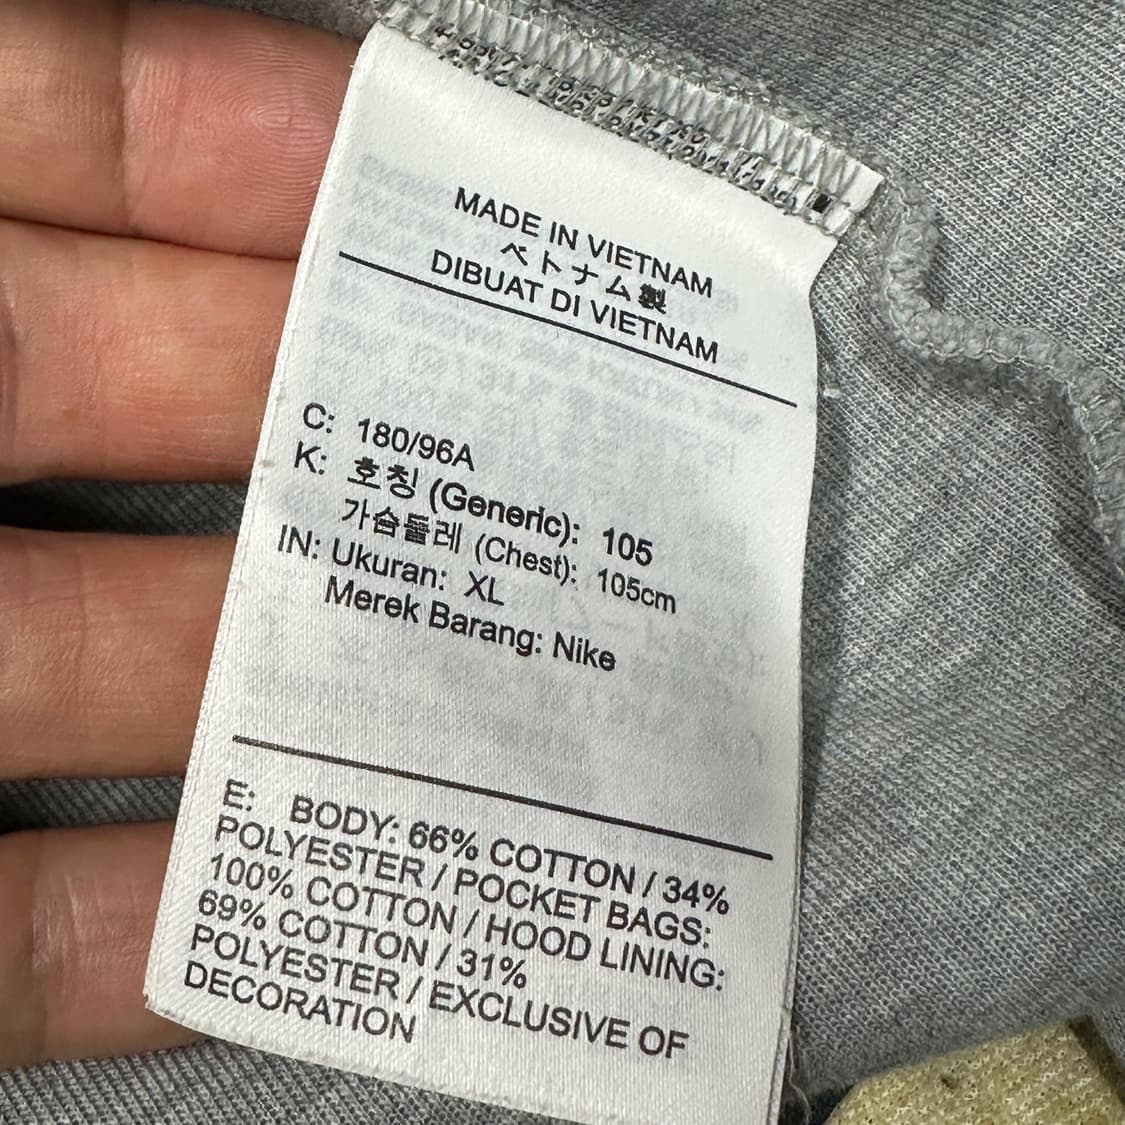 MADE IN VIETNAM
ベトナム製
DIBUAT DI VIETNAM
C: 180/96A
K: 호칭 (Generic): 105
가슴둘레 (Chest): 105cm
IN: Ukuran: XL
Merek Barang: Nike
E: BODY: 66% COTTON / 34%
POLYESTER / POCKET BAGS:
100% COTTON / HOOD LINING:
69% COTTON / 31%
POLYESTER / EXCLUSIVE OF
DECORATION